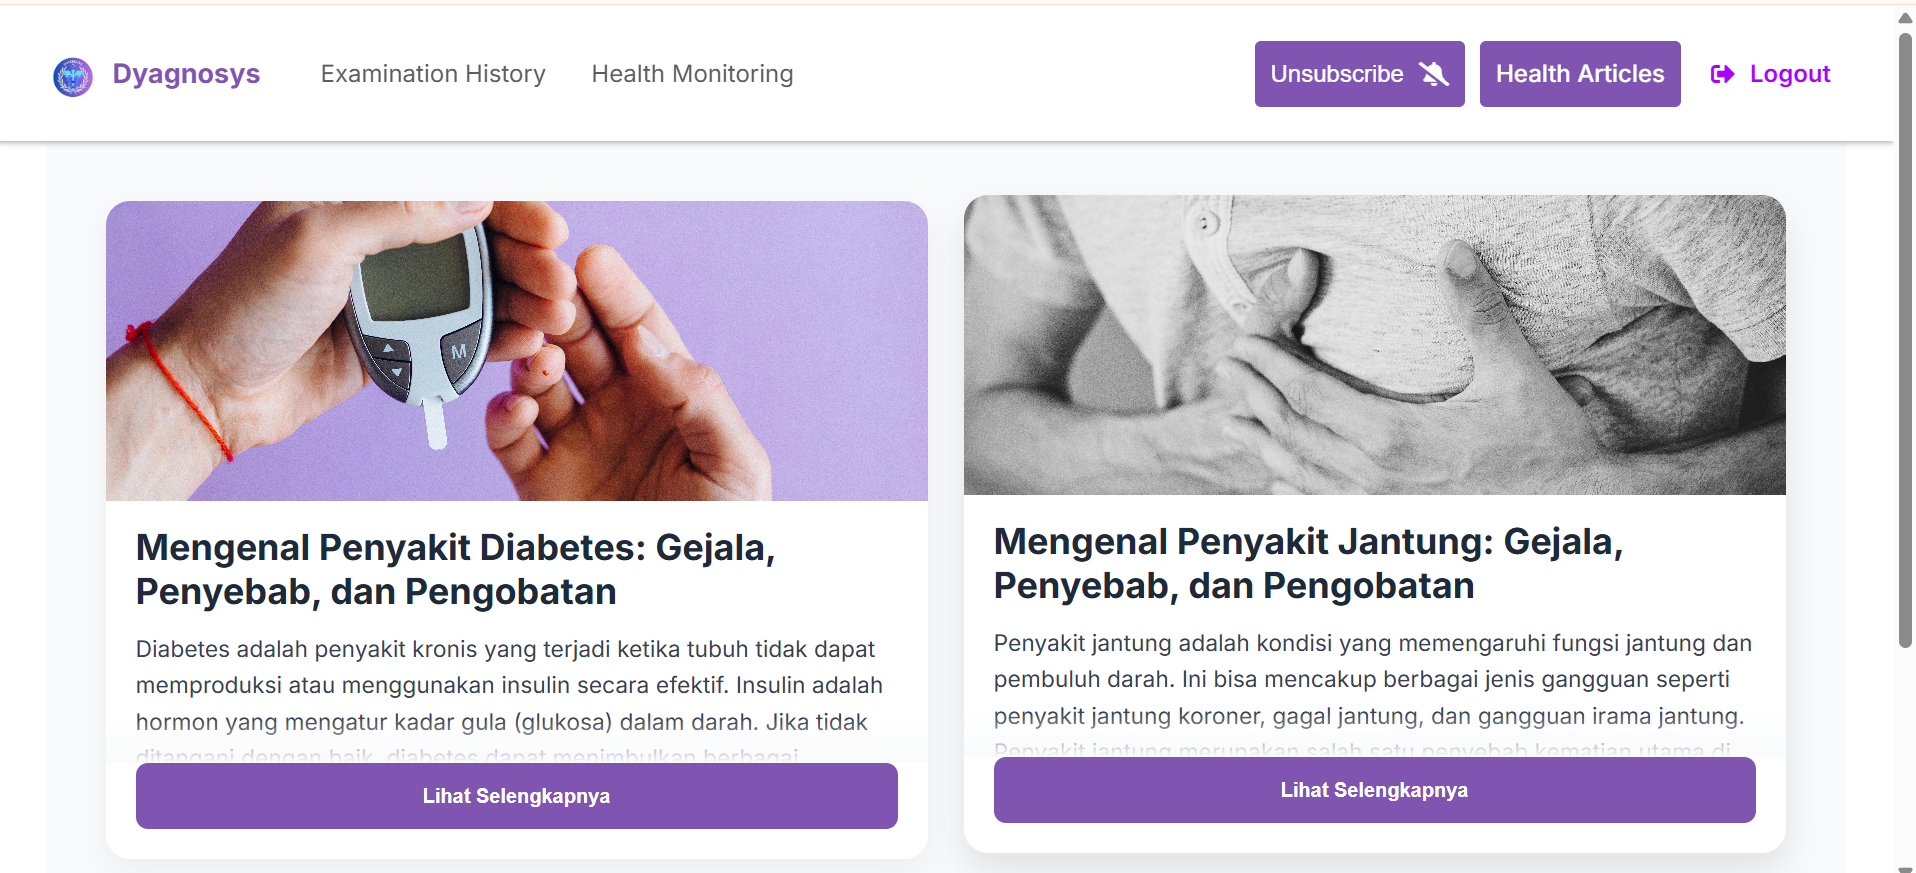 Dyagnosys
Examination History
Health Monitoring
Unsubscribe
Health Articles
Logout
M
Mengenal Penyakit Diabetes: Gejala,
Penyebab, dan Pengobatan
Diabetes adalah penyakit kronis yang terjadi ketika tubuh tidak dapat
memproduksi atau menggunakan insulin secara efektif. Insulin adalah
hormon yang mengatur kadar gula (glukosa) dalam darah. Jika tidak
ditangani dengan baik, diabetes dapat menimbulkan berbagai
Lihat Selengkapnya
Mengenal Penyakit Jantung: Gejala,
Penyebab, dan Pengobatan
Penyakit jantung adalah kondisi yang memengaruhi fungsi jantung dan
pembuluh darah. Ini bisa mencakup berbagai jenis gangguan seperti
penyakit jantung koroner, gagal jantung, dan gangguan irama jantung.
Penyakit jantung merupakan salah satu penyebab kematian utama di
Lihat Selengkapnya